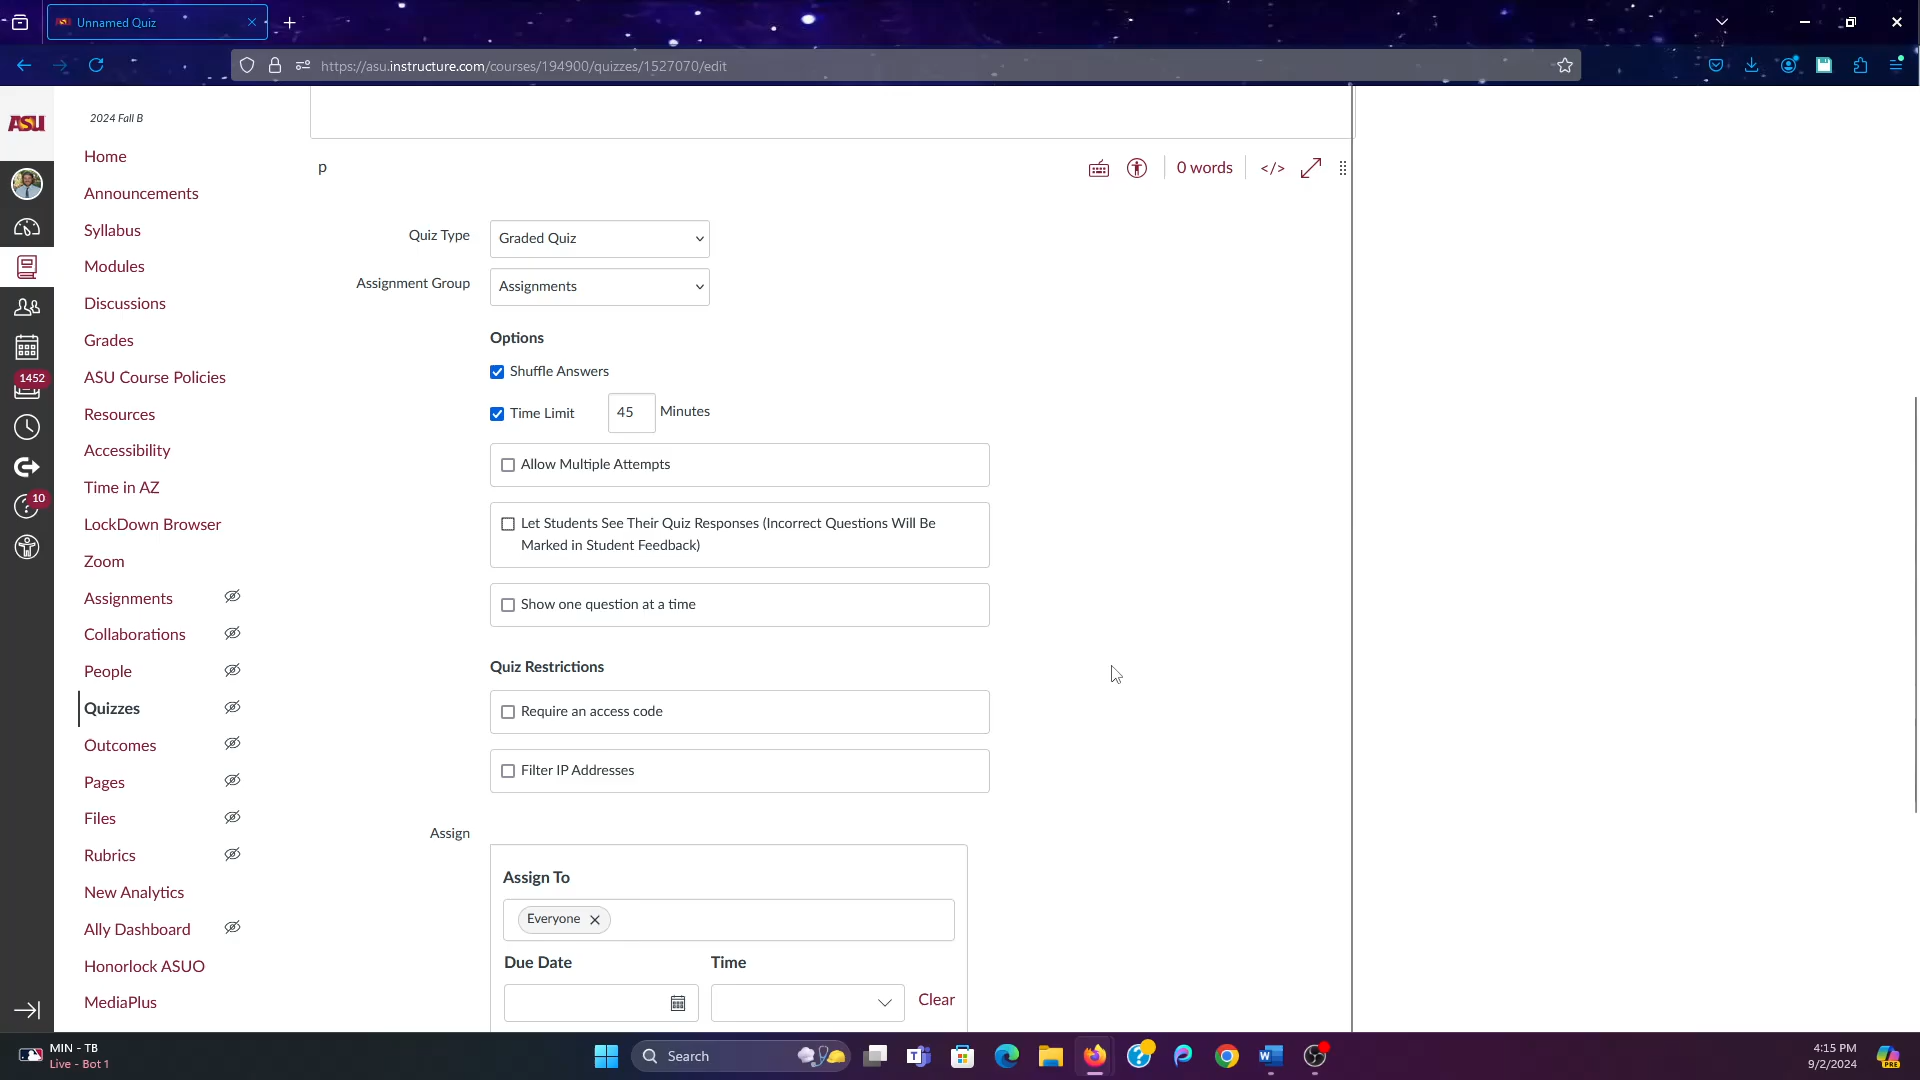 Unnamed Quiz
https://asu.instructure.com/courses/194900/quizzes/1527070/edit
ASU
1452
10
2024 Fall B
Home
Announcements
Syllabus
Modules
Discussions
Grades
ASU Course Policies
Resources
Accessibility
Time in AZ
LockDown Browser
Zoom
Assignments
Collaborations
People
Quizzes
Outcomes
Pages
Files
Rubrics
New Analytics
Ally Dashboard
Honorlock ASUO
MediaPlus
p
0 words
</>
Quiz Type
Graded Quiz
Assignment Group
Assignments
Options
Shuffle Answers
Time Limit 45 Minutes
Allow Multiple Attempts
Let Students See Their Quiz Responses (Incorrect Questions Will Be
Marked in Student Feedback)
Show one question at a time
Quiz Restrictions
Require an access code
Filter IP Addresses
Assign
Assign To
Everyone
Due Date
Time
Clear
MIN - TB
Live - Bot 1
Search
4:15 PM
9/2/2024
PRE